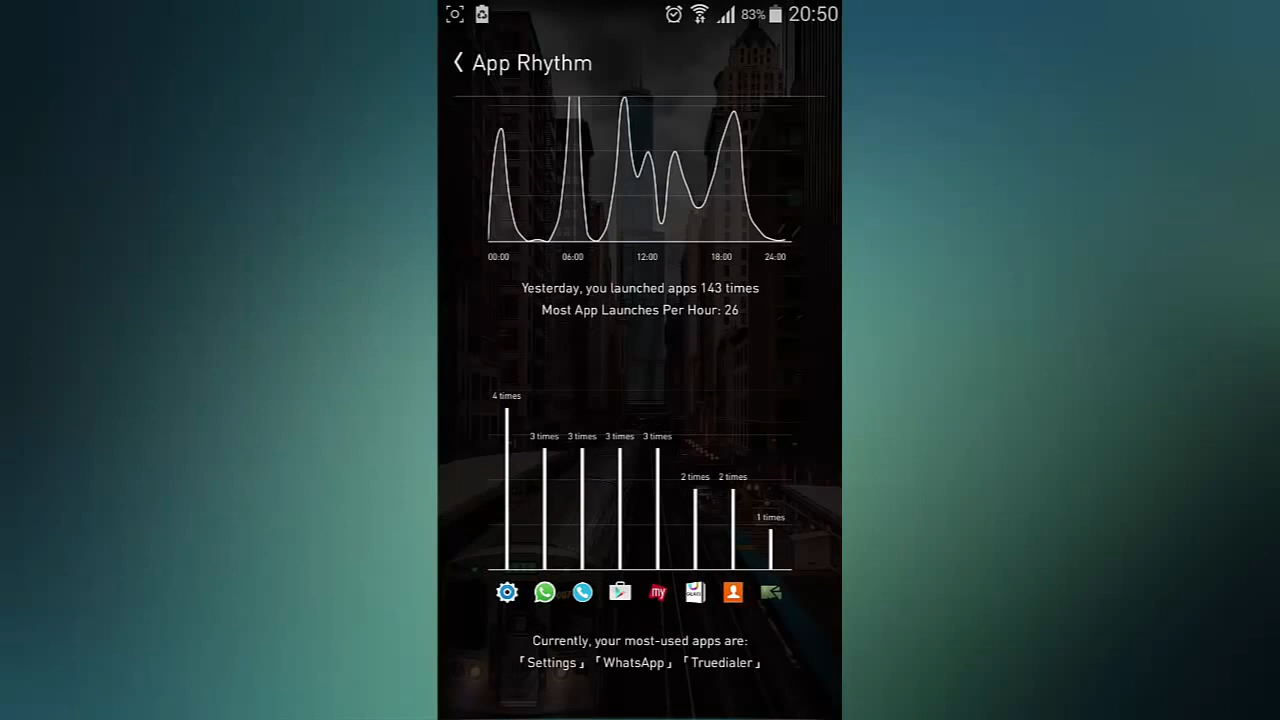 83% 20:50
App Rhythm
00:00 06:00 12:00 18:00 24:00
Yesterday, you launched apps 143 times
Most App Launches Per Hour: 26
4 times
3 times 3 times 3 times 3 times
2 times 2 times
1 times
my
Currently, your most-used apps are:
「Settings」「WhatsApp」「Truedialer」